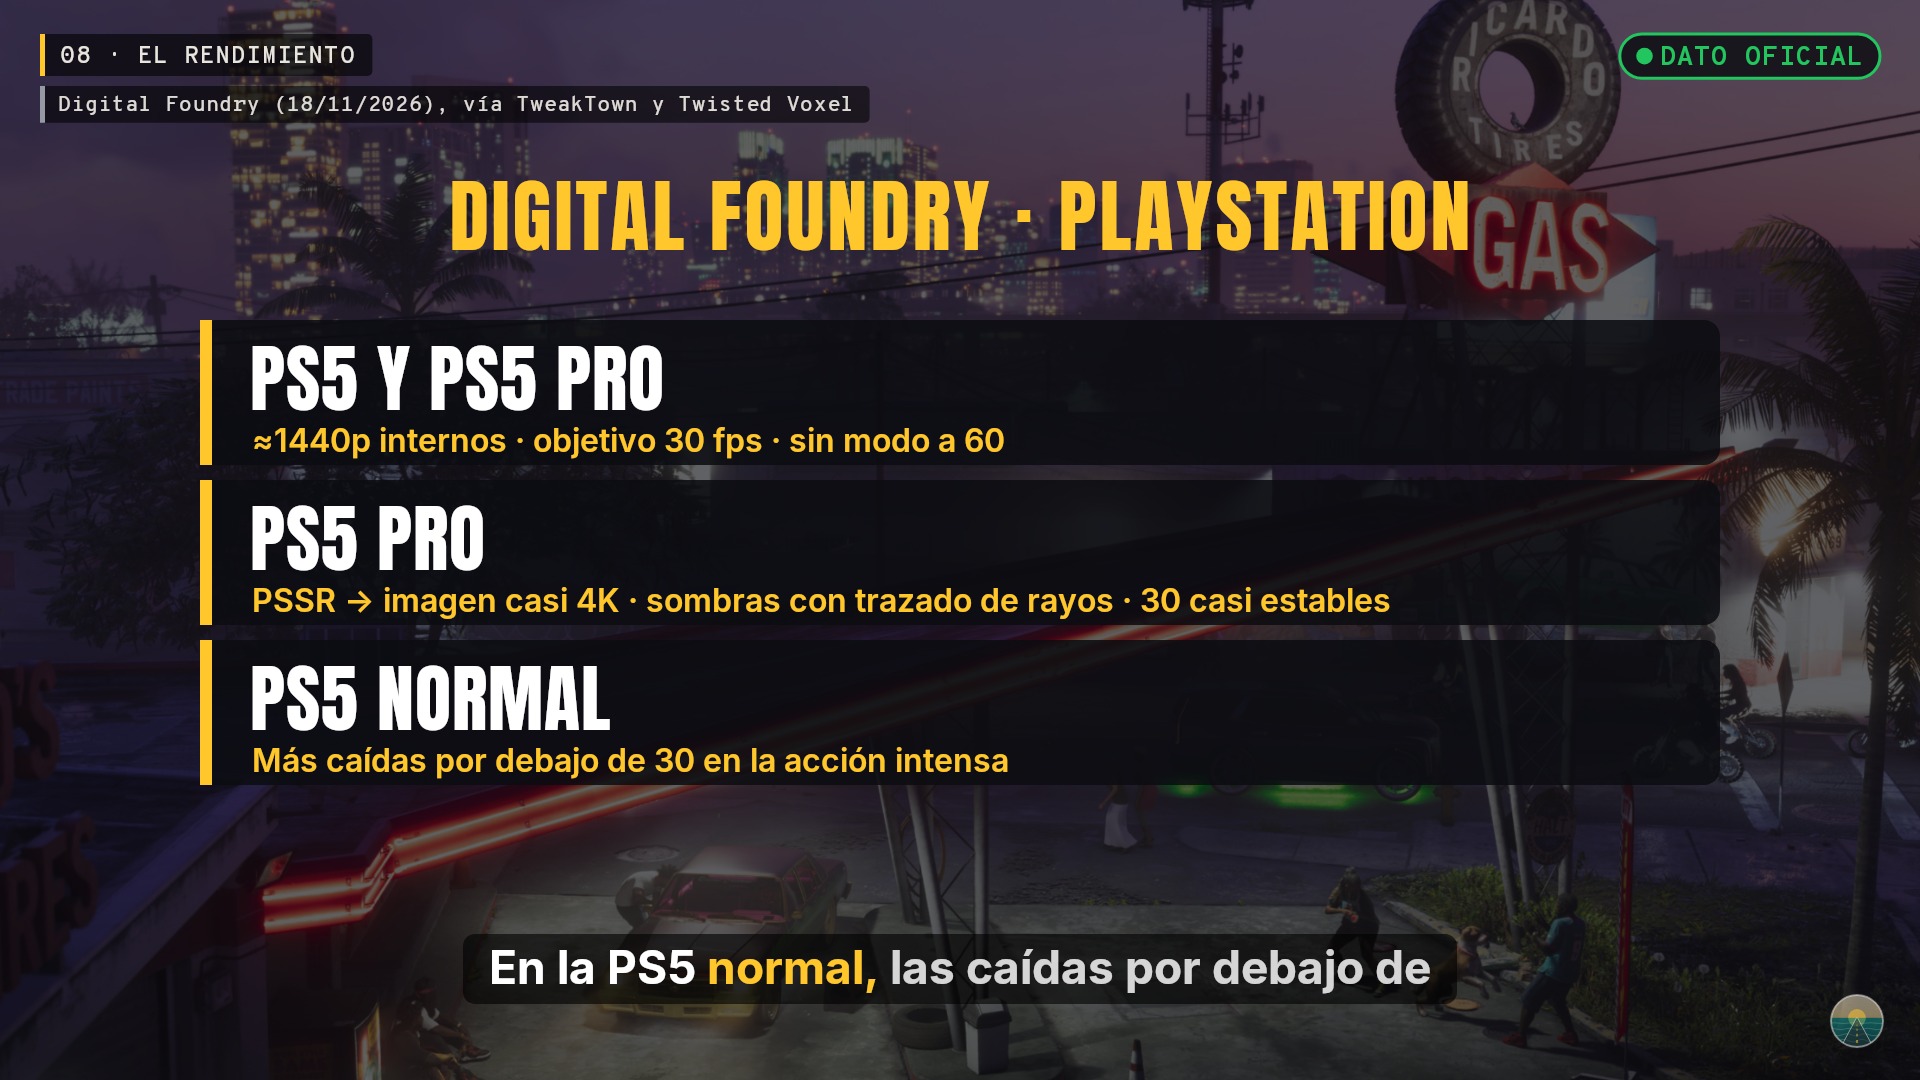 08 · EL RENDIMIENTO
DATO OFICIAL
Digital Foundry (18/11/2026), vía TweakTown y Twisted Voxel
RICARDO
TIRES
GAS
DIGITAL FOUNDRY · PLAYSTATION
PS5 Y PS5 PRO
≈1440p internos · objetivo 30 fps · sin modo a 60
PS5 PRO
PSSR → imagen casi 4K · sombras con trazado de rayos · 30 casi estables
PS5 NORMAL
Más caídas por debajo de 30 en la acción intensa
En la PS5 normal, las caídas por debajo de